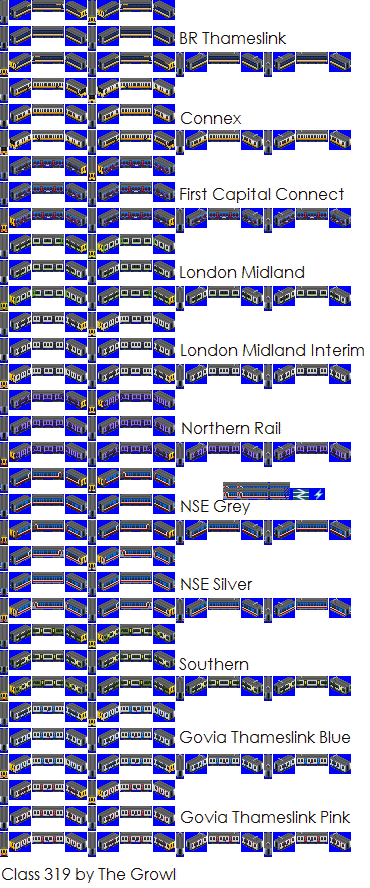 BR Thameslink
Connex
First Capital Connect
London Midland
London Midland Interim
Northern Rail
NSE Grey
NSE Silver
Southern
Govia Thameslink Blue
Govia Thameslink Pink
Class 319 by The Growl